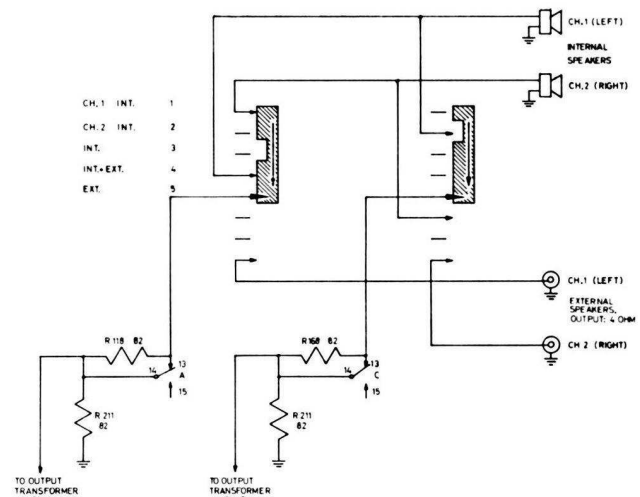 CH.1 (LEFT)
INTERNAL
SPEAKERS
CH.2 (RIGHT)
CH.1 INT. 1
CH.2 INT. 2
INT. 3
INT.+EXT. 4
EXT. 5
CH.1 (LEFT)
EXTERNAL
SPEAKERS,
OUTPUT: 4 OHM
CH 2 (RIGHT)
R 118 82
13
14
A
15
R 211
82
TO OUTPUT
TRANSFORMER
R 168 82
13
14
C
15
R 211
82
TO OUTPUT
TRANSFORMER